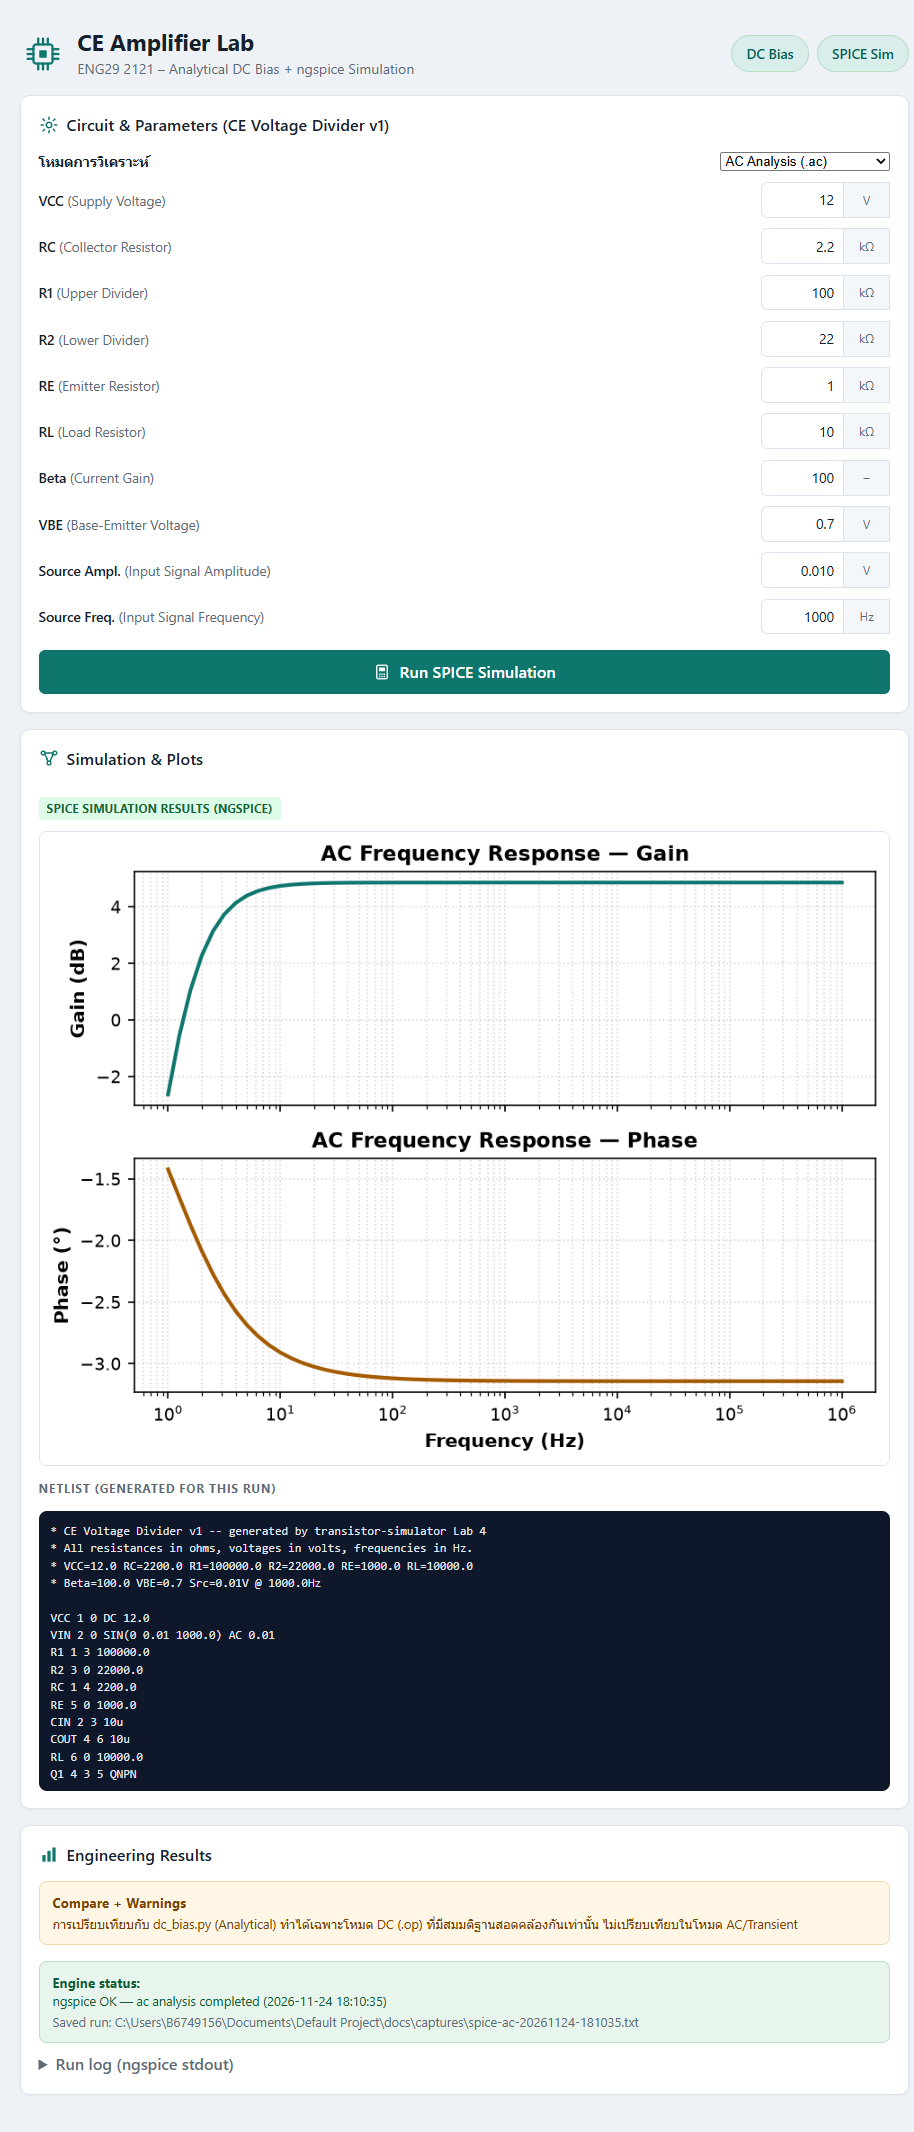 CE Amplifier Lab
ENG29 2121 – Analytical DC Bias + ngspice Simulation
DC Bias
SPICE Sim
Circuit & Parameters (CE Voltage Divider v1)
โหมดการวิเคราะห์
AC Analysis (.ac)
VCC (Supply Voltage)
12 V
RC (Collector Resistor)
2.2 kΩ
R1 (Upper Divider)
100 kΩ
R2 (Lower Divider)
22 kΩ
RE (Emitter Resistor)
1 kΩ
RL (Load Resistor)
10 kΩ
Beta (Current Gain)
100 –
VBE (Base-Emitter Voltage)
0.7 V
Source Ampl. (Input Signal Amplitude)
0.010 V
Source Freq. (Input Signal Frequency)
1000 Hz
Run SPICE Simulation
Simulation & Plots
SPICE SIMULATION RESULTS (NGSPICE)
AC Frequency Response — Gain
Gain (dB)
4
2
0
−2
AC Frequency Response — Phase
Phase (°)
−1.5
−2.0
−2.5
−3.0
10⁰ 10¹ 10² 10³ 10⁴ 10⁵ 10⁶
Frequency (Hz)
NETLIST (GENERATED FOR THIS RUN)
* CE Voltage Divider v1 -- generated by transistor-simulator Lab 4
* All resistances in ohms, voltages in volts, frequencies in Hz.
* VCC=12.0 RC=2200.0 R1=100000.0 R2=22000.0 RE=1000.0 RL=10000.0
* Beta=100.0 VBE=0.7 Src=0.01V @ 1000.0Hz
VCC 1 0 DC 12.0
VIN 2 0 SIN(0 0.01 1000.0) AC 0.01
R1 1 3 100000.0
R2 3 0 22000.0
RC 1 4 2200.0
RE 5 0 1000.0
CIN 2 3 10u
COUT 4 6 10u
RL 6 0 10000.0
Q1 4 3 5 QNPN
Engineering Results
Compare + Warnings
การเปรียบเทียบกับ dc_bias.py (Analytical) ทำได้เฉพาะโหมด DC (.op) ที่มีสมมติฐานสอดคล้องกันเท่านั้น ไม่เปรียบเทียบในโหมด AC/Transient
Engine status:
ngspice OK — ac analysis completed (2026-11-24 18:10:35)
Saved run: C:\Users\B6749156\Documents\Default Project\docs\captures\spice-ac-20261124-181035.txt
Run log (ngspice stdout)